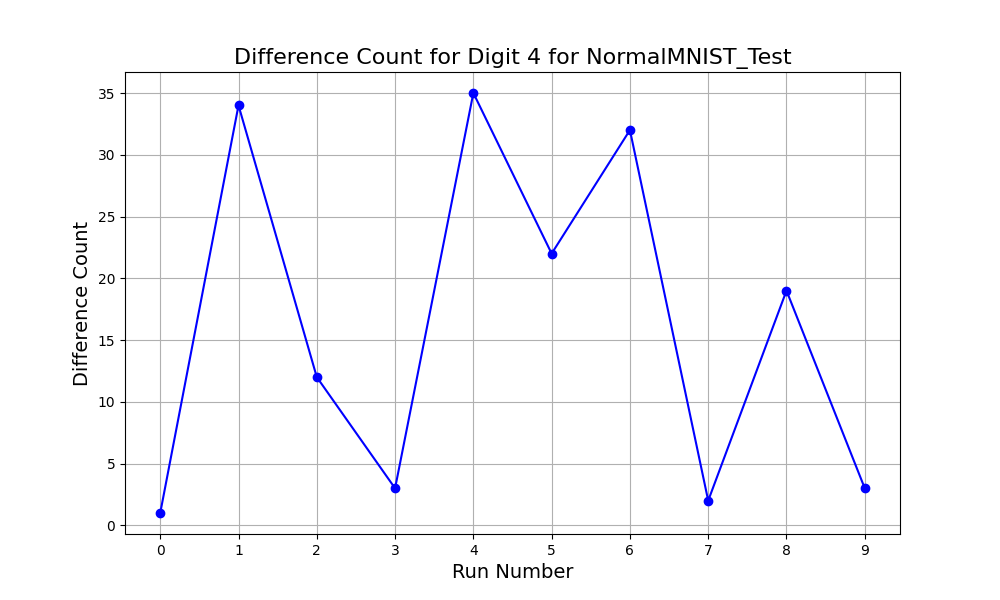 Difference Count for Digit 4 for NormalMNIST_Test
Difference Count
35
30
25
20
15
10
5
0
0 1 2 3 4 5 6 7 8 9
Run Number